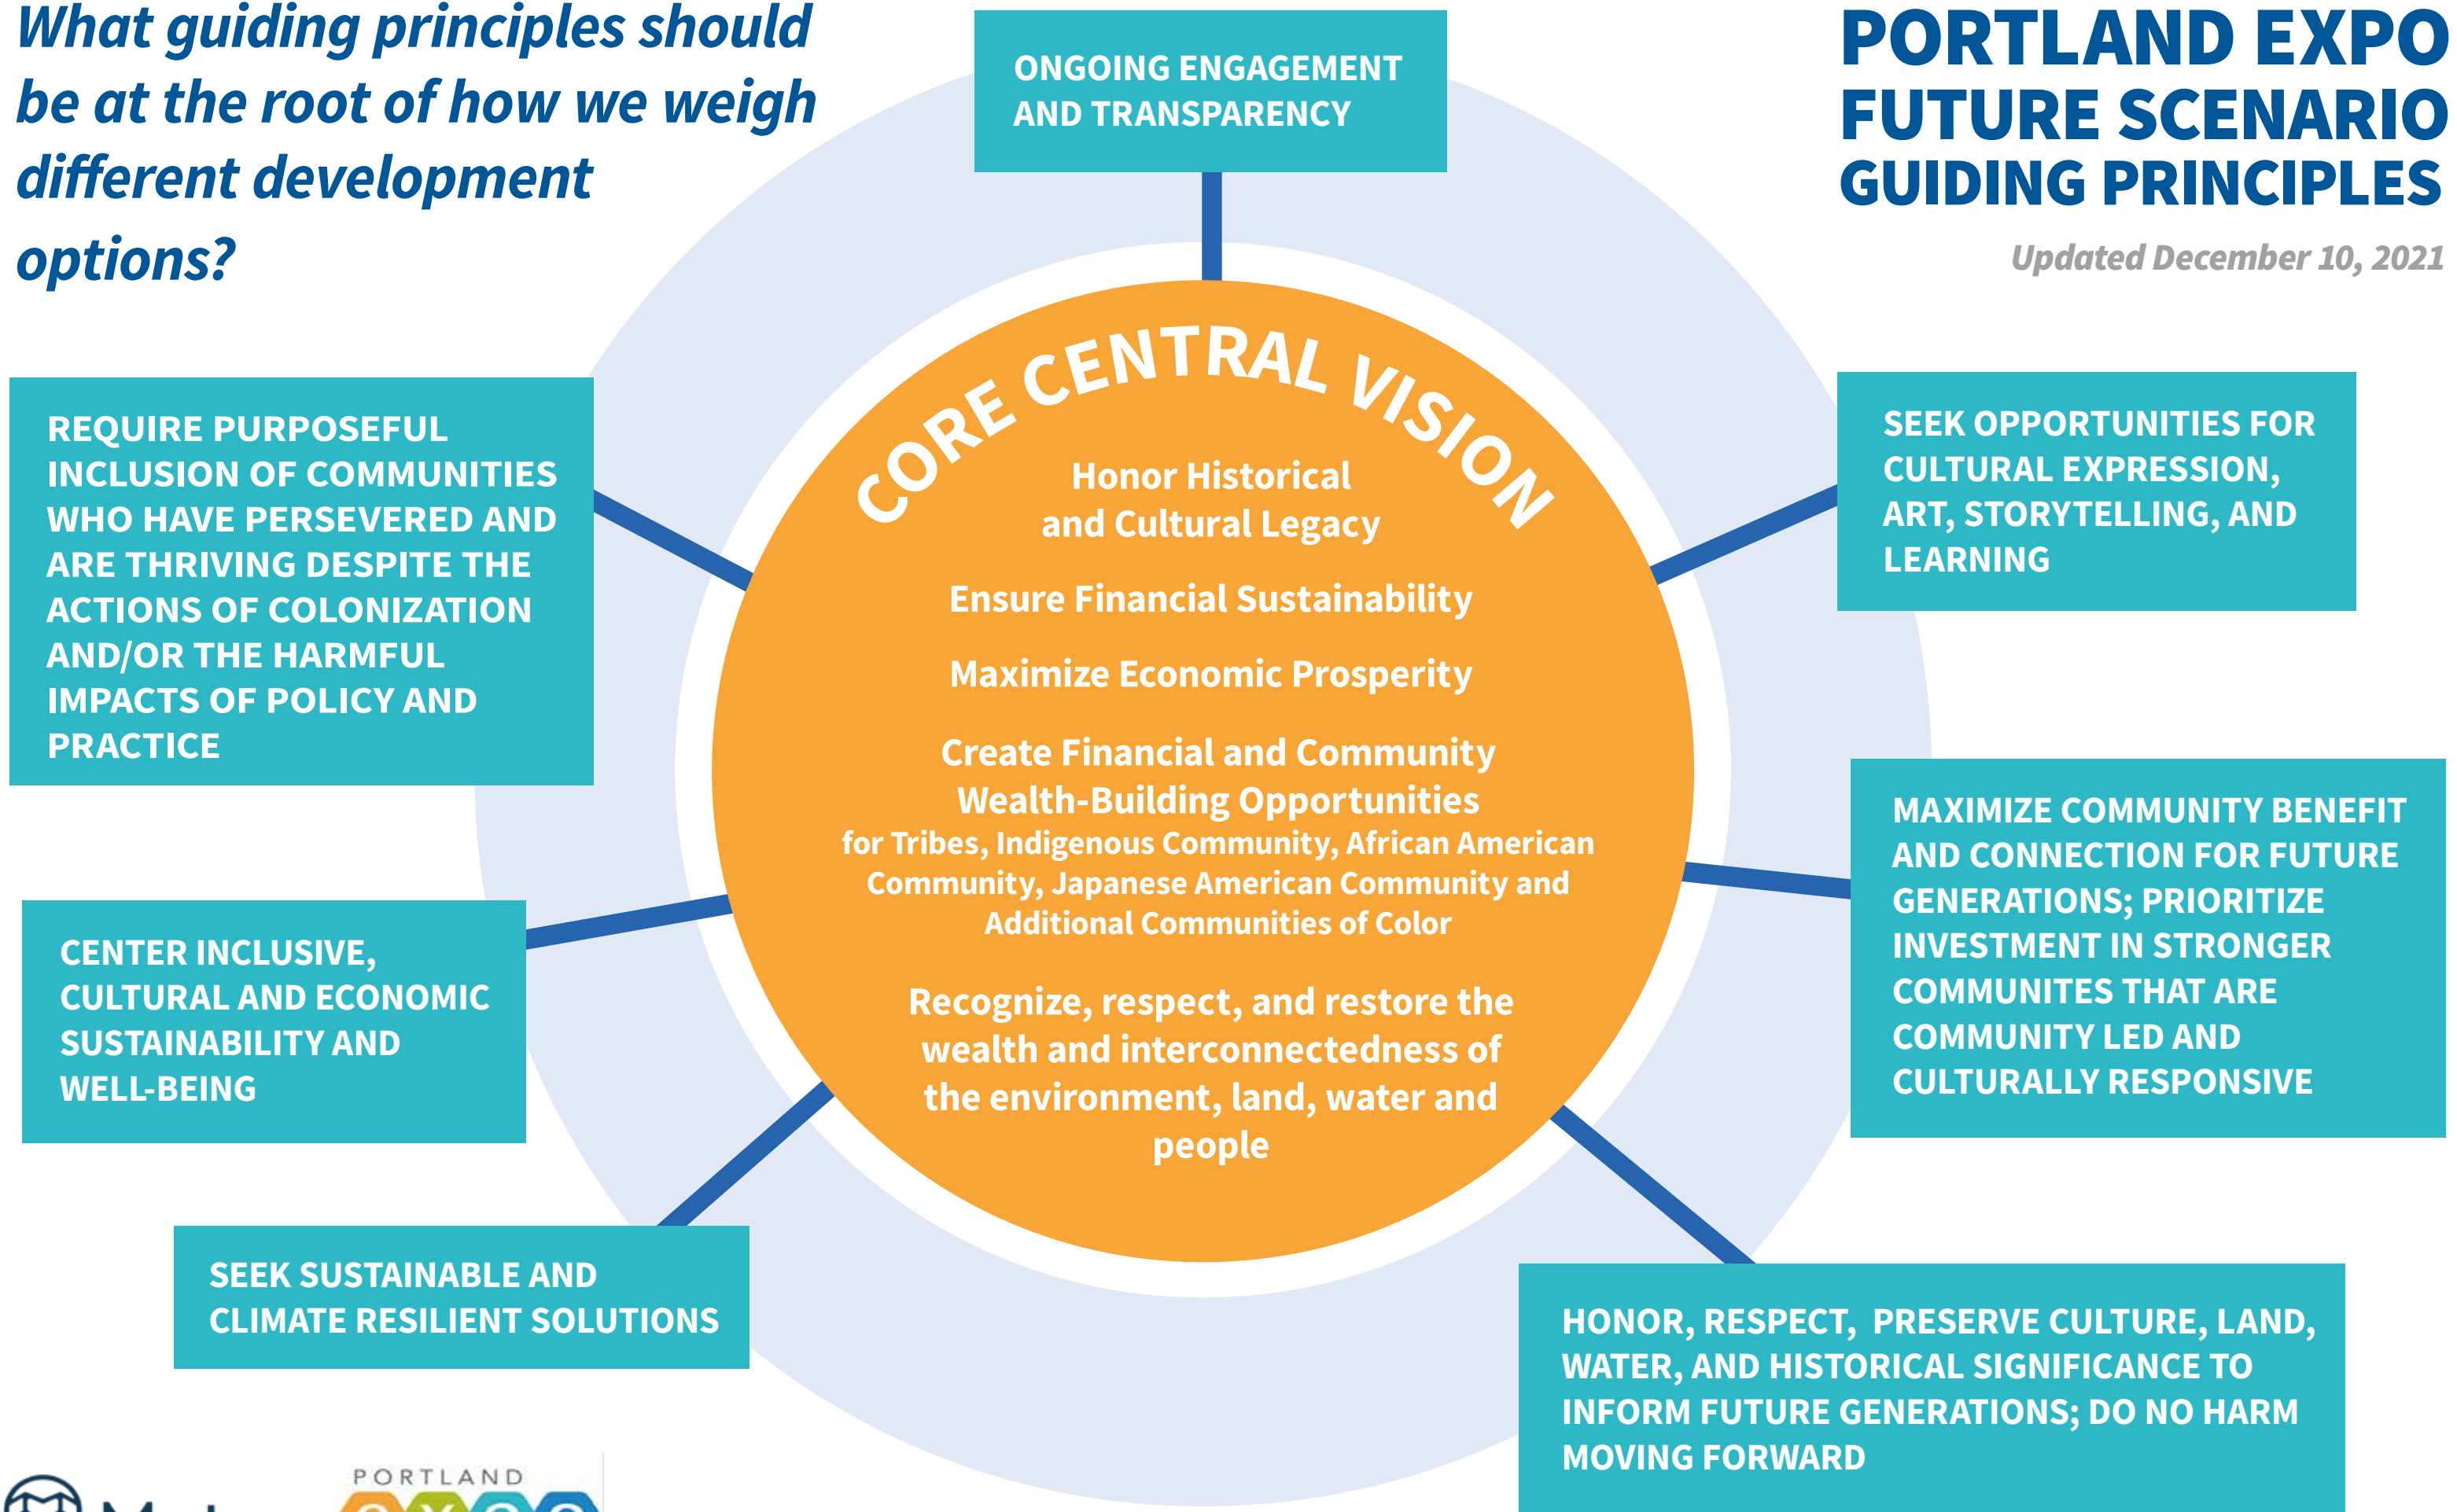 What guiding principles should
be at the root of how we weigh
different development
options?
PORTLAND EXPO
FUTURE SCENARIO
GUIDING PRINCIPLES
Updated December 10, 2021
ONGOING ENGAGEMENT
AND TRANSPARENCY
REQUIRE PURPOSEFUL
INCLUSION OF COMMUNITIES
WHO HAVE PERSEVERED AND
ARE THRIVING DESPITE THE
ACTIONS OF COLONIZATION
AND/OR THE HARMFUL
IMPACTS OF POLICY AND
PRACTICE
CENTER INCLUSIVE,
CULTURAL AND ECONOMIC
SUSTAINABILITY AND
WELL-BEING
SEEK SUSTAINABLE AND
CLIMATE RESILIENT SOLUTIONS
CORE CENTRAL VISION
Honor Historical
and Cultural Legacy
Ensure Financial Sustainability
Maximize Economic Prosperity
Create Financial and Community
Wealth-Building Opportunities
for Tribes, Indigenous Community, African American
Community, Japanese American Community and
Additional Communities of Color
Recognize, respect, and restore the
wealth and interconnectedness of
the environment, land, water and
people
SEEK OPPORTUNITIES FOR
CULTURAL EXPRESSION,
ART, STORYTELLING, AND
LEARNING
MAXIMIZE COMMUNITY BENEFIT
AND CONNECTION FOR FUTURE
GENERATIONS; PRIORITIZE
INVESTMENT IN STRONGER
COMMUNITES THAT ARE
COMMUNITY LED AND
CULTURALLY RESPONSIVE
HONOR, RESPECT,  PRESERVE CULTURE, LAND,
WATER, AND HISTORICAL SIGNIFICANCE TO
INFORM FUTURE GENERATIONS; DO NO HARM
MOVING FORWARD
PORTLAND